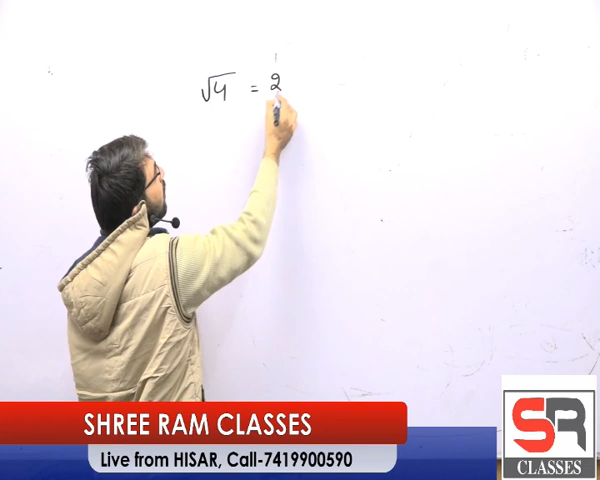 √4 = 2
SHREE RAM CLASSES
Live from HISAR, Call-7419900590
SR
CLASSES